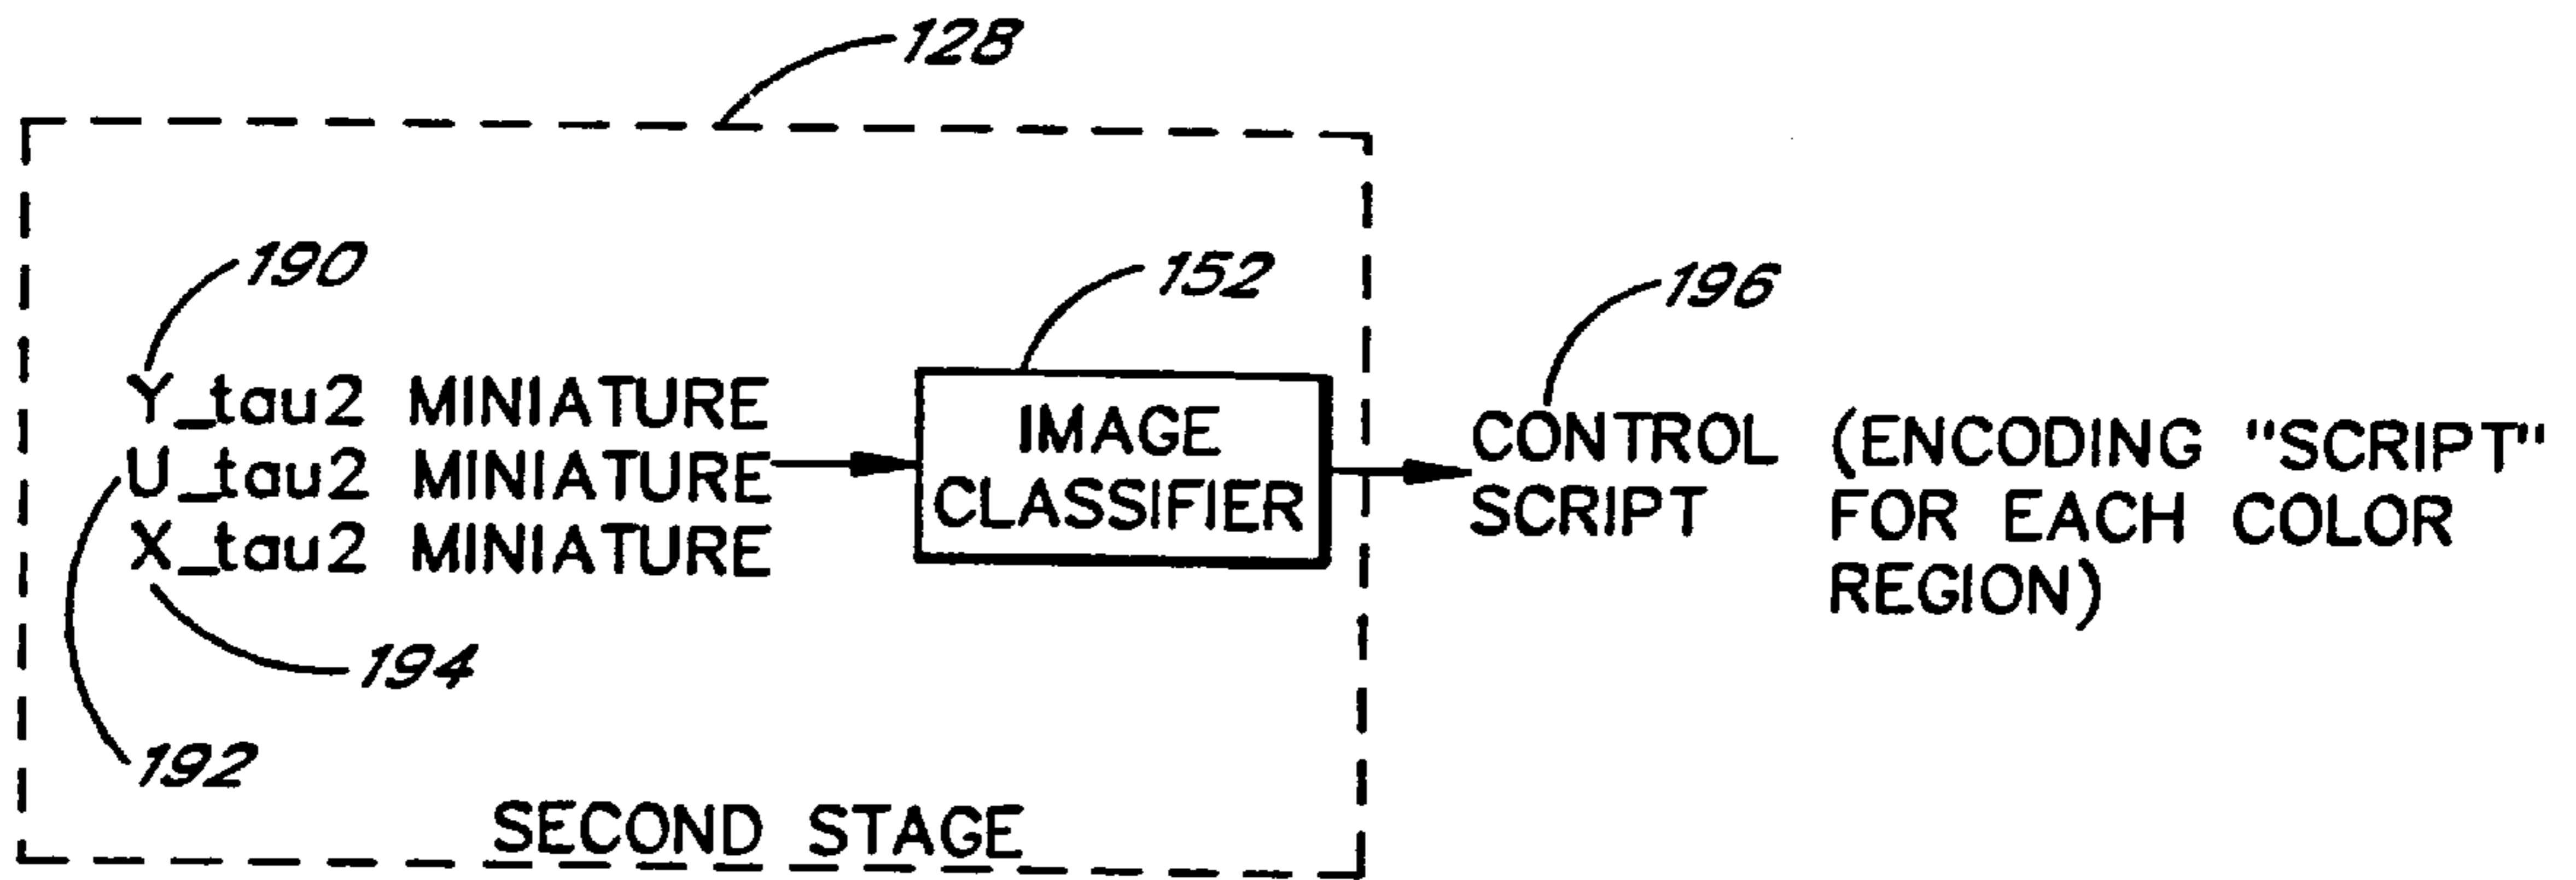 128
190
152
196
Y_tau2 MINIATURE
U_tau2 MINIATURE
X_tau2 MINIATURE
IMAGE
CLASSIFIER
CONTROL
SCRIPT
(ENCODING "SCRIPT"
FOR EACH COLOR
REGION)
194
192
SECOND STAGE